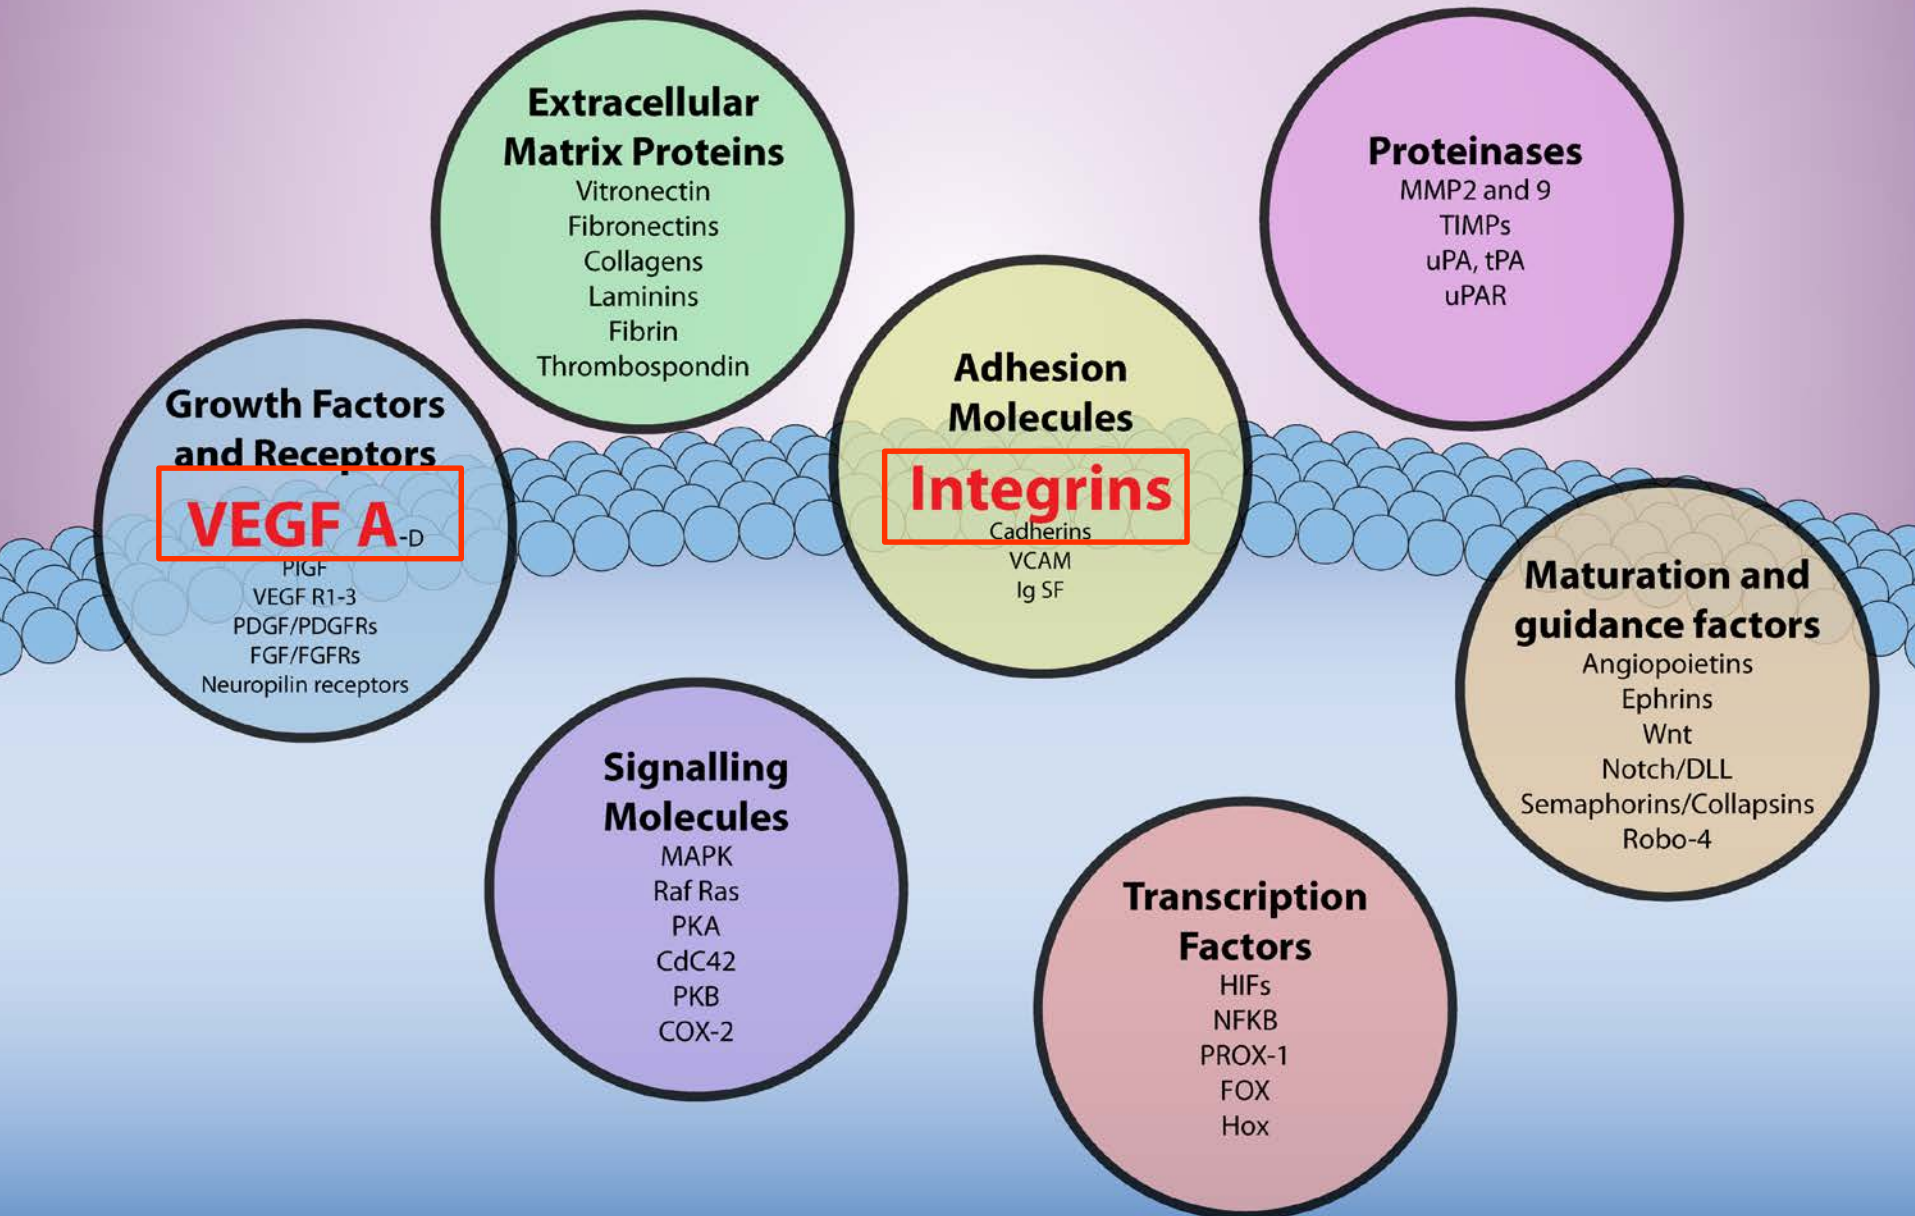 Extracellular
Matrix Proteins
Vitronectin
Fibronectins
Collagens
Laminins
Fibrin
Thrombospondin
Proteinases
MMP2 and 9
TIMPs
uPA, tPA
uPAR
Growth Factors
and Receptors
VEGF A-D
PIGF
VEGF R1-3
PDGF/PDGFRs
FGF/FGFRs
Neuropilin receptors
Adhesion
Molecules
Integrins
Cadherins
VCAM
Ig SF
Maturation and
guidance factors
Angiopoietins
Ephrins
Wnt
Notch/DLL
Semaphorins/Collapsins
Robo-4
Signalling
Molecules
MAPK
Raf Ras
PKA
CdC42
PKB
COX-2
Transcription
Factors
HIFs
NFKB
PROX-1
FOX
Hox